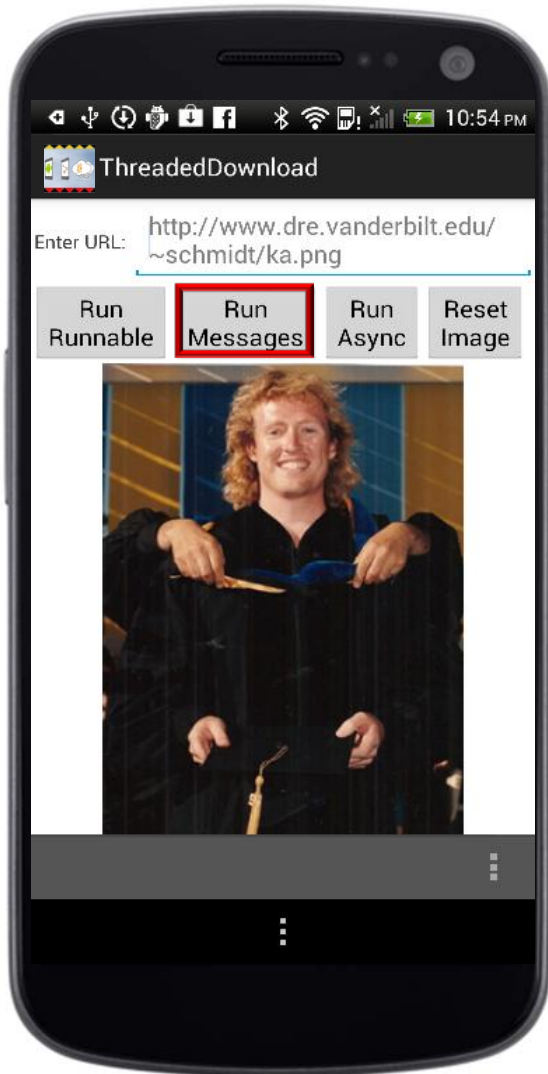 10:54 PM
ThreadedDownload
Enter URL:
http://www.dre.vanderbilt.edu/
~schmidt/ka.png
Run Runnable
Run Messages
Run Async
Reset Image